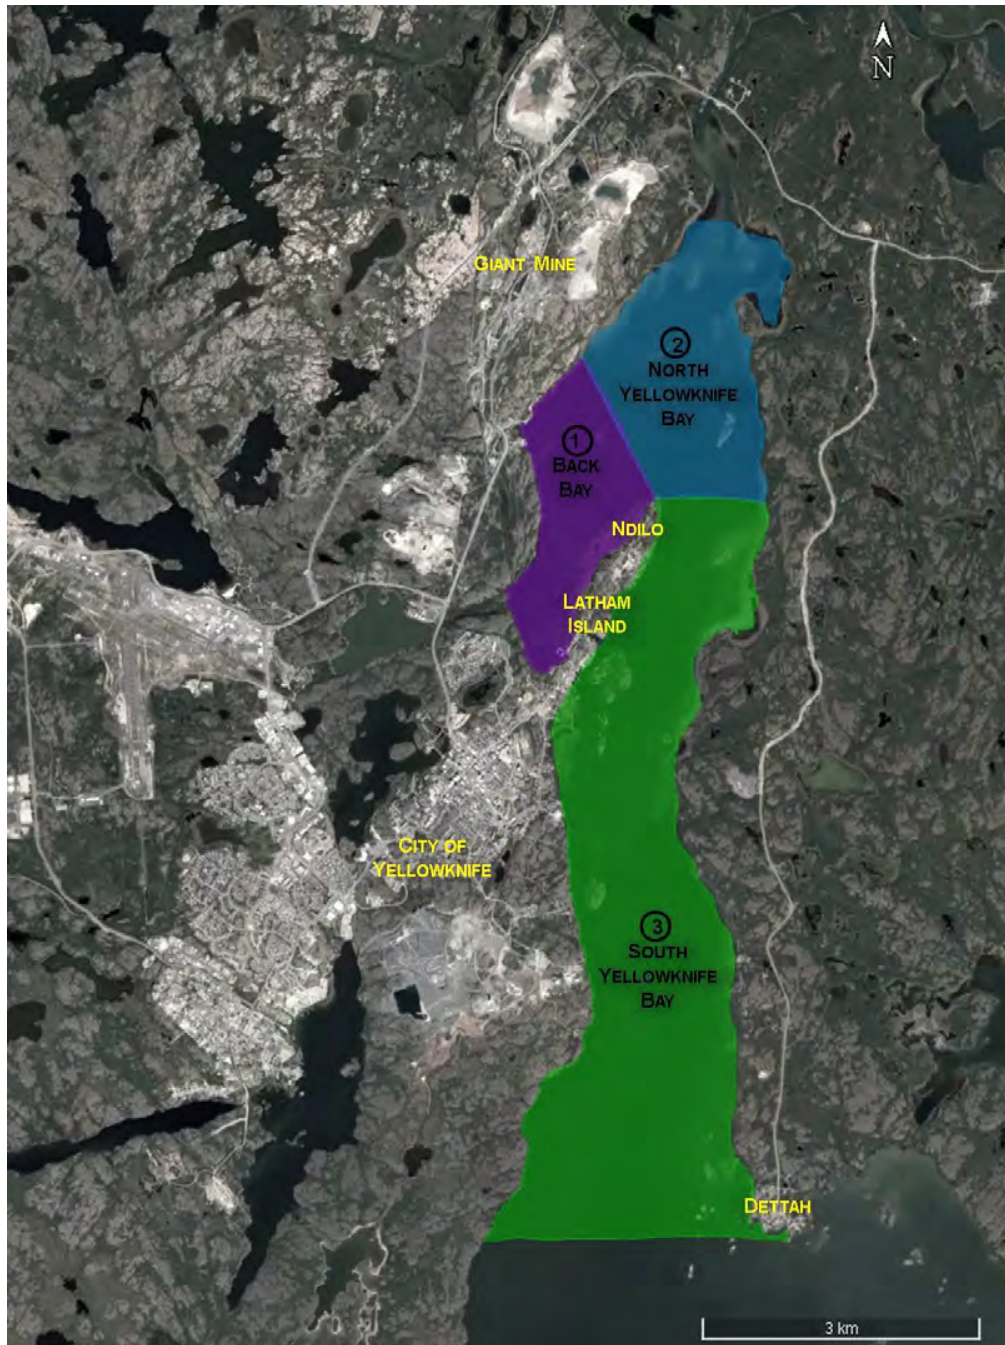 N
GIANT MINE
2
NORTH
YELLOWKNIFE
BAY
1
BACK
BAY
NDILO
LATHAM
ISLAND
CITY OF
YELLOWKNIFE
3
SOUTH
YELLOWKNIFE
BAY
DETTAH
3 km